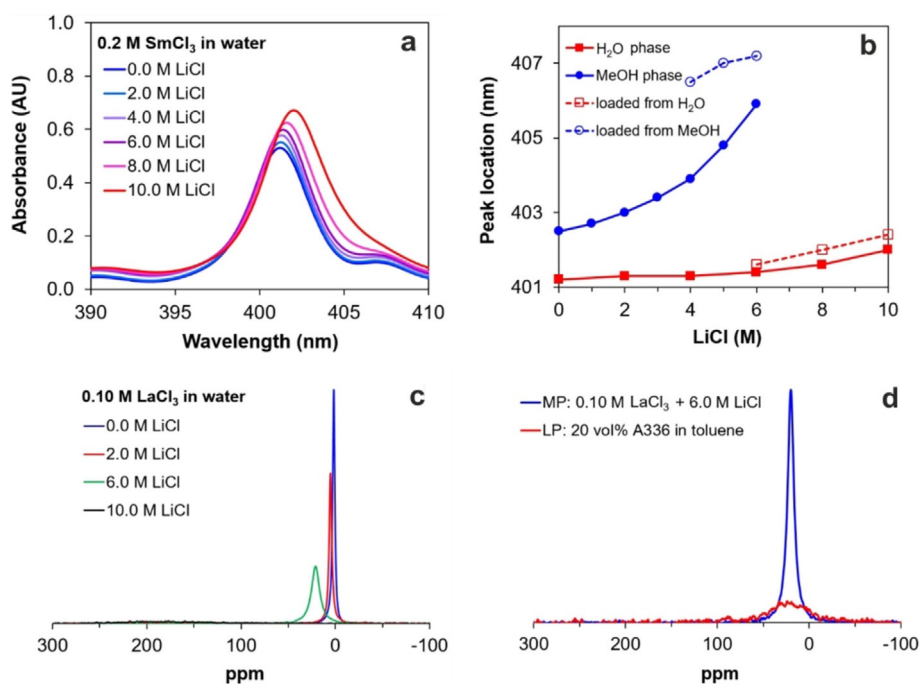 a
0.2 M SmCl₃ in water
0.0 M LiCl
2.0 M LiCl
4.0 M LiCl
6.0 M LiCl
8.0 M LiCl
10.0 M LiCl
Absorbance (AU)
1.0
0.8
0.6
0.4
0.2
0.0
390 395 400 405 410
Wavelength (nm)
b
H₂O phase
MeOH phase
loaded from H₂O
loaded from MeOH
Peak location (nm)
407
405
403
401
0 2 4 6 8 10
LiCl (M)
c
0.10 M LaCl₃ in water
0.0 M LiCl
2.0 M LiCl
6.0 M LiCl
10.0 M LiCl
300 200 100 0 -100
ppm
d
MP: 0.10 M LaCl₃ + 6.0 M LiCl
LP: 20 vol% A336 in toluene
300 200 100 0 -100
ppm